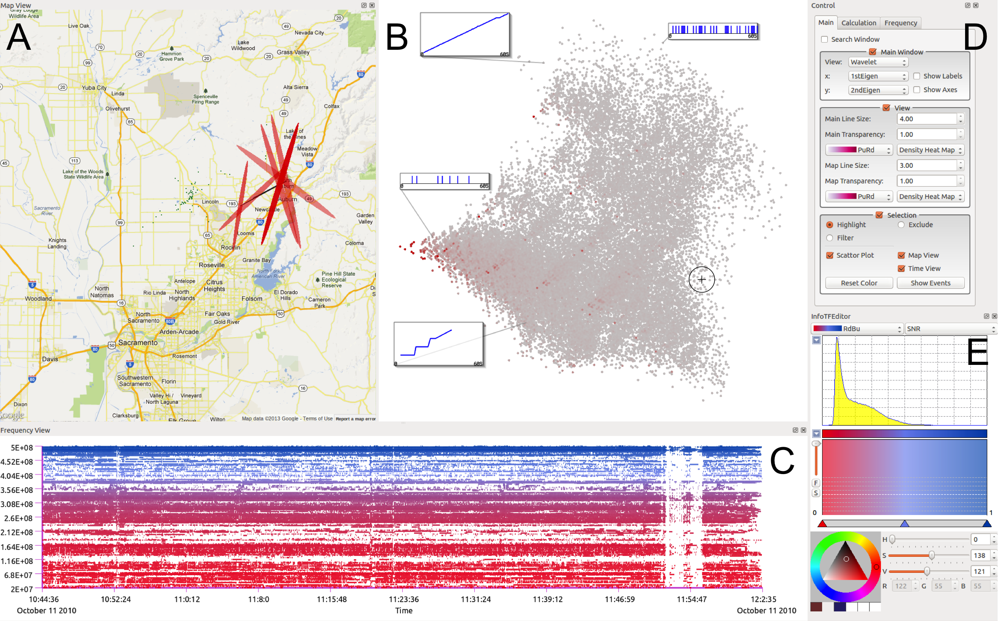 Map View
A
Gray Lodge
Wildlife Area
Live Oak
70
99
20
20
Hammon
Grove Park
20
49
20
Nevada City
Lake
Wildwood
Grass Valley
20
80
Yuba City
Linda
Olivehurst
Spenceville
Firing Range
Alta Sierra
49
49
Colfax
65
Lake of
the Pines
Meadow
Vista
80
45
113
Lake of the Woods
State Wildlife Area
Sacramento
River
99
Lincoln
193
Auburn
49
193
Newcastle
80
Garden
Valley
65
Loomis
Coloma
Knights
Landing
Rocklin
Granite Bay
Roseville
North Fork
American River
Pine Hill State
Ecological
Reserve
5
Antelope
Citrus
Heights
North
Natomas
Rio Linda
North
Highlands
El Dorado
Hills
Woodland
Folsom
Cameron
Park
16
North
Sacramento
80B
Fair Oaks
50
Gold River
Arden-Arcade
50
Sacramento
80
Davis
Rosemont
5
80
Southwestern
Sacramento
Florin
16
Valley Hi /
North Laguna
Vineyard
Dixon
Clarksburg
Elk Grove
Wilton
Google
Map data ©2013 Google - Terms of Use
Report a map error
B
0 60S
0 60S
0 60S
0 60S
Control
D
Main Calculation Frequency
Search Window
Main Window
View: Wavelet
x: 1stEigen Show Labels
y: 2ndEigen Show Axes
View
Main Line Size: 4.00
Main Transparency: 1.00
PuRd Density Heat Map
Map Line Size: 3.00
Map Transparency: 1.00
PuRd Density Heat Map
Selection
Highlight Exclude
Filter
Scattor Plot Map View
Time View
Reset Color Show Events
InfoTFEditor
RdBu SNR
E
F
S
0 1
H 0
S 138
V 121
R 122 G 55 B 55
Frequency View
C
5E+08
4.52E+08
4.04E+08
3.56E+08
3.08E+08
2.6E+08
2.12E+08
1.64E+08
1.16E+08
6.8E+07
2E+07
10:44:36 10:52:24 11:0:12 11:8:0 11:15:48 11:23:36 11:31:24 11:39:12 11:46:59 11:54:47 12:2:35
October 11 2010 Time October 11 2010